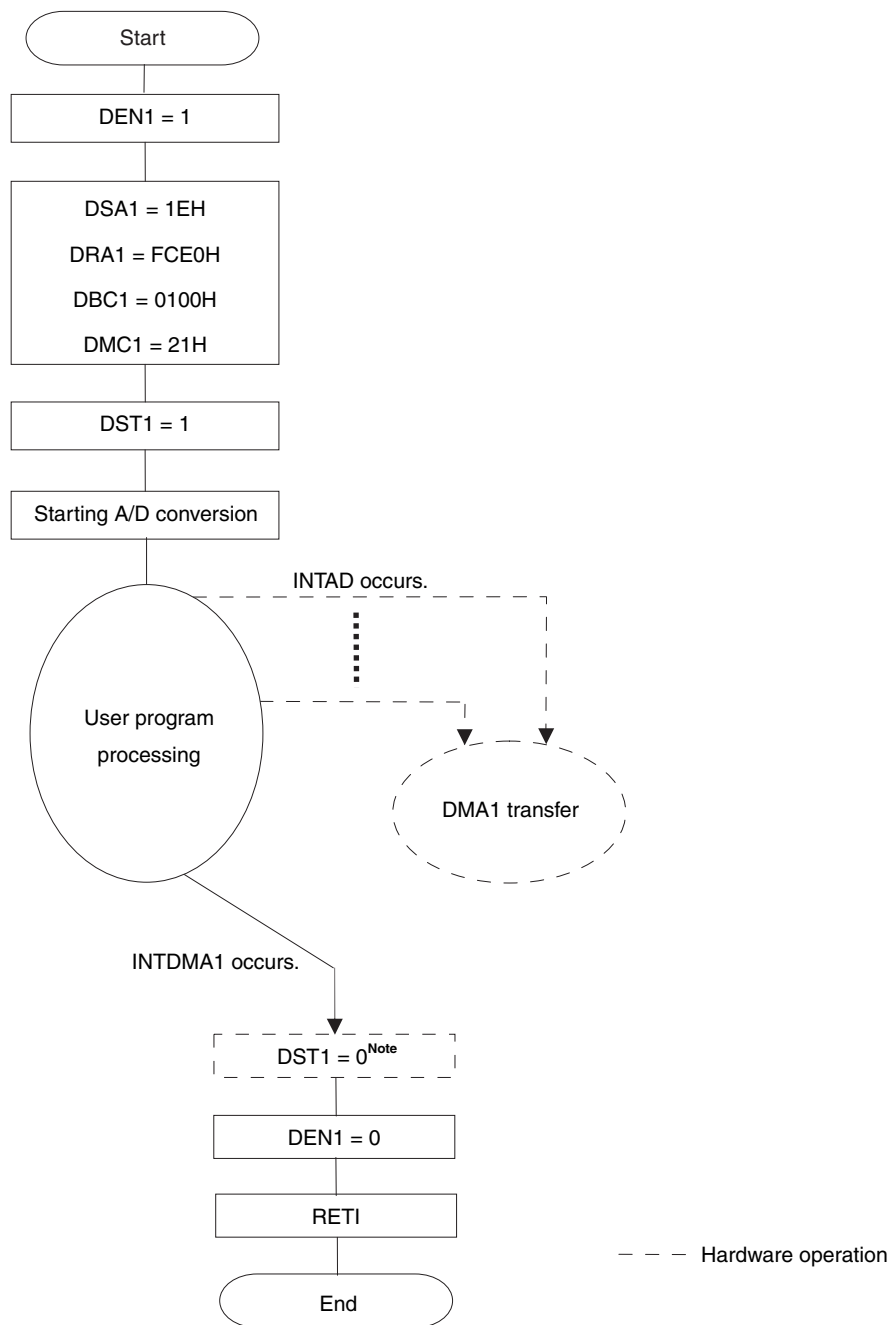 Start
DEN1 = 1
DSA1 = 1EH
DRA1 = FCE0H
DBC1 = 0100H
DMC1 = 21H
DST1 = 1
Starting A/D conversion
INTAD occurs.
User program
processing
DMA1 transfer
INTDMA1 occurs.
DST1 = 0Note
DEN1 = 0
RETI
Hardware operation
End